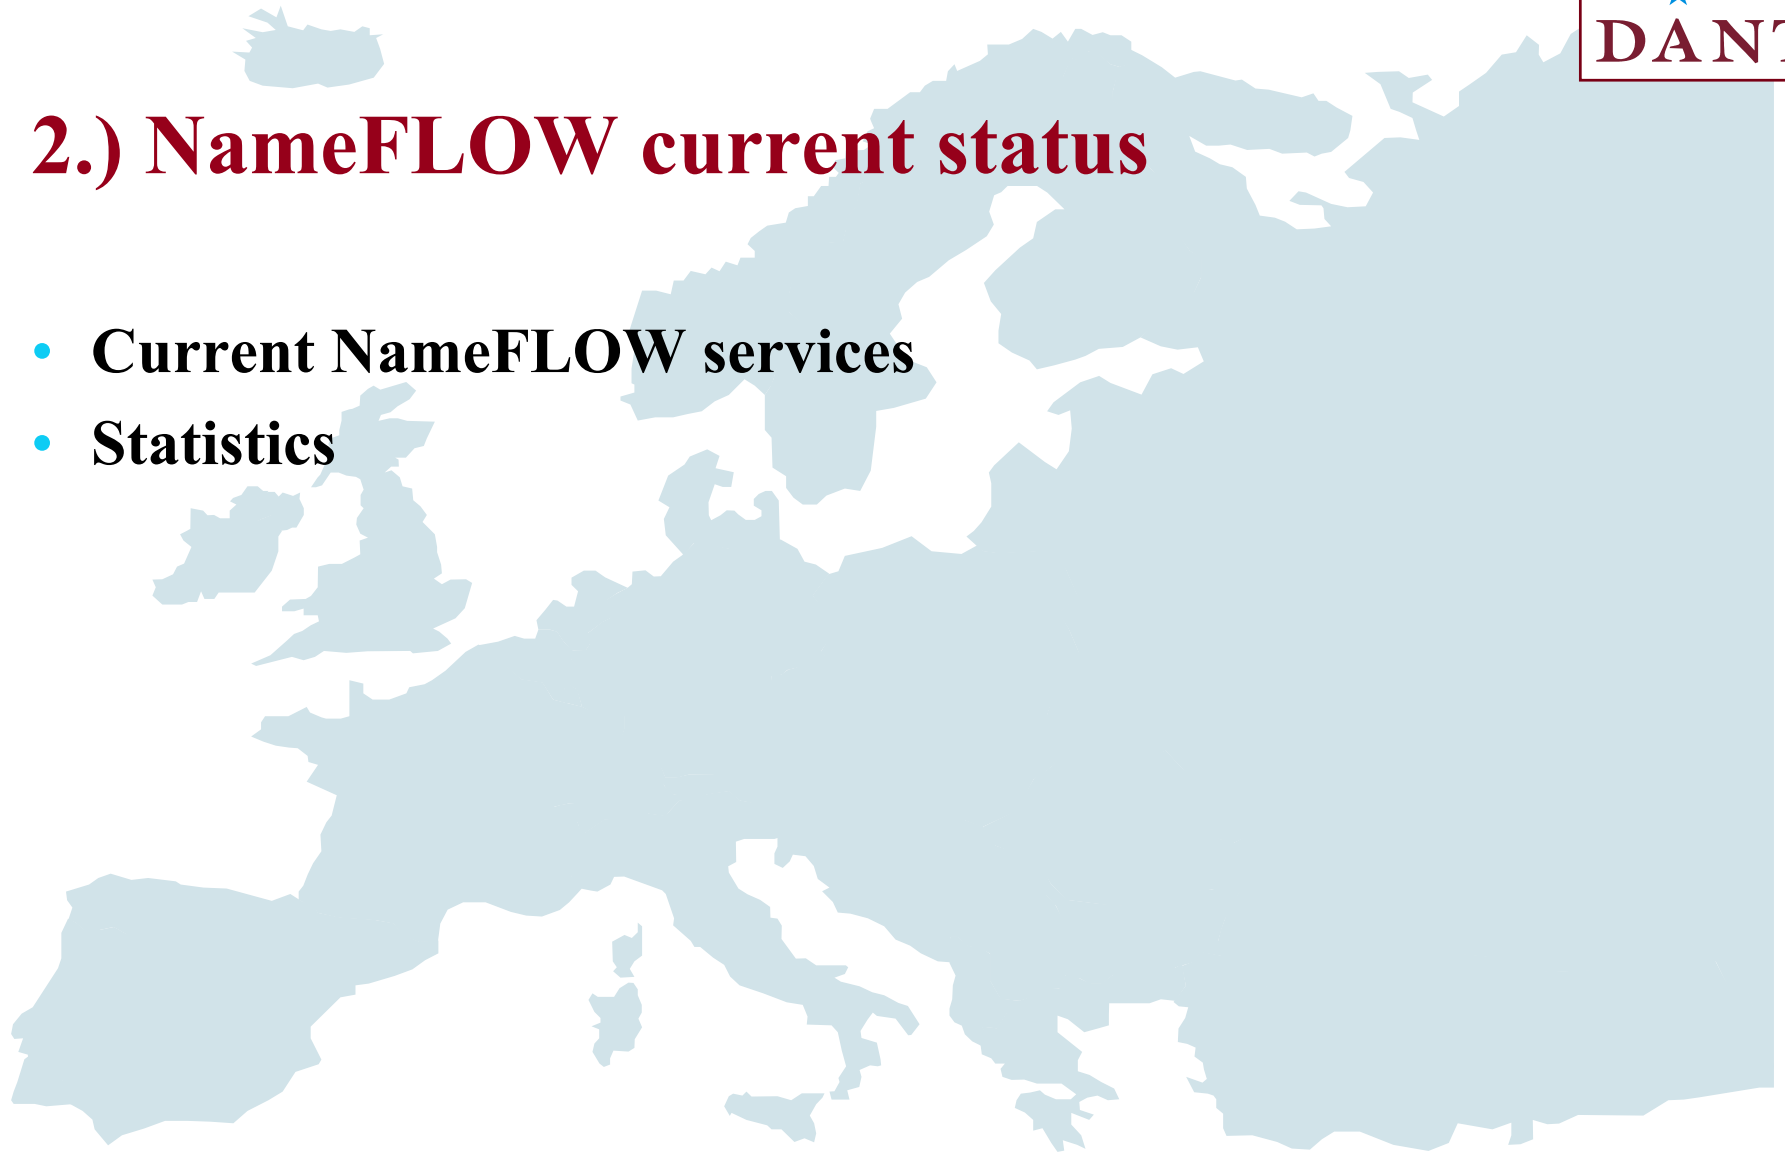 DANT
2.) NameFLOW current status
• Current NameFLOW services
• Statistics